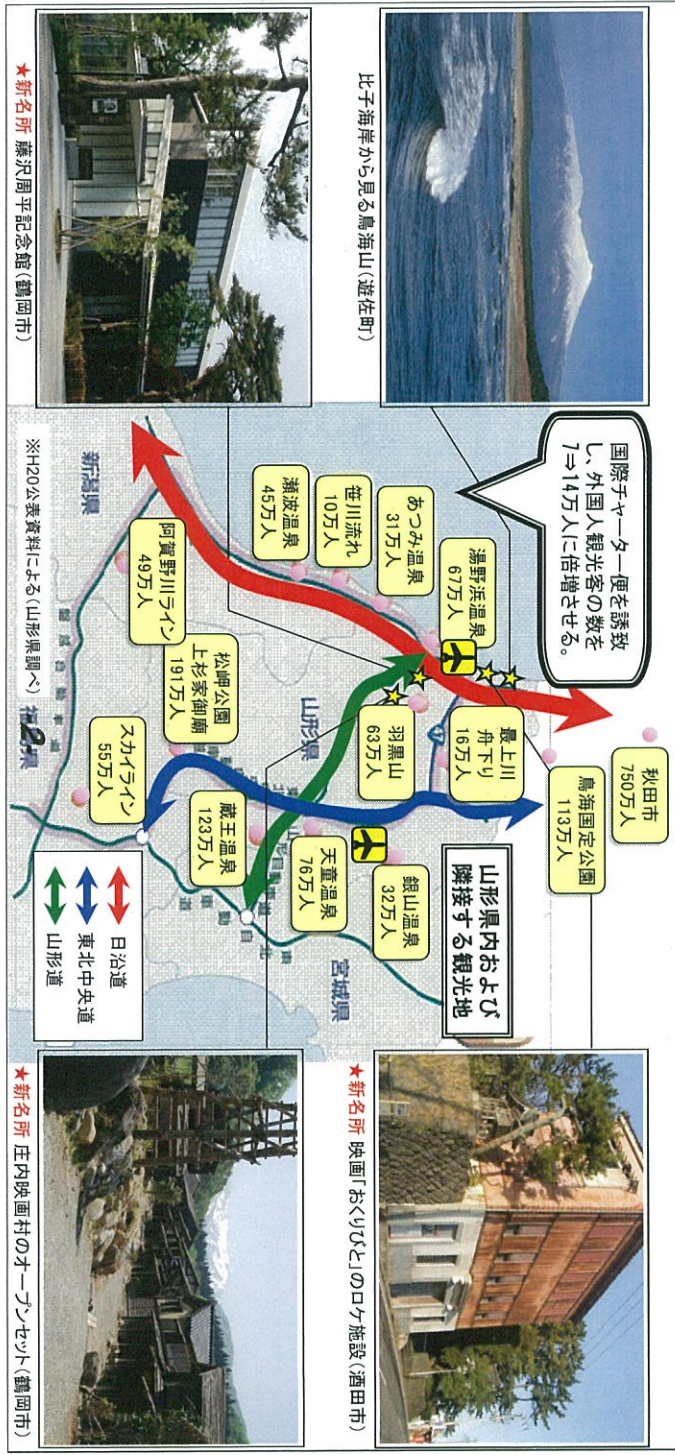 比子海岸から見る鳥海山(遊佐町)
★新名所 藤沢周平記念館(鶴岡市)
国際チャーター便を誘致
し、外国人観光客の数を
7⇒14万人に倍増させる。
山形県内および
隣接する観光地
秋田市
750万人
鳥海国定公園
113万人
最上川
舟下り
16万人
湯野浜温泉
67万人
あつみ温泉
31万人
笹川流れ
10万人
瀬波温泉
45万人
羽黒山
63万人
銀山温泉
32万人
天童温泉
76万人
蔵王温泉
123万人
松岬公園
上杉家御廟
191万人
阿賀野川ライン
49万人
スカイライン
55万人
山形県
宮城県
新潟県
2
日沿道
東北中央道
山形道
※H20公表資料による(山形県調べ)
★新名所 映画「おくりびと」のロケ施設(酒田市)
★新名所 庄内映画村のオープンセット(鶴岡市)